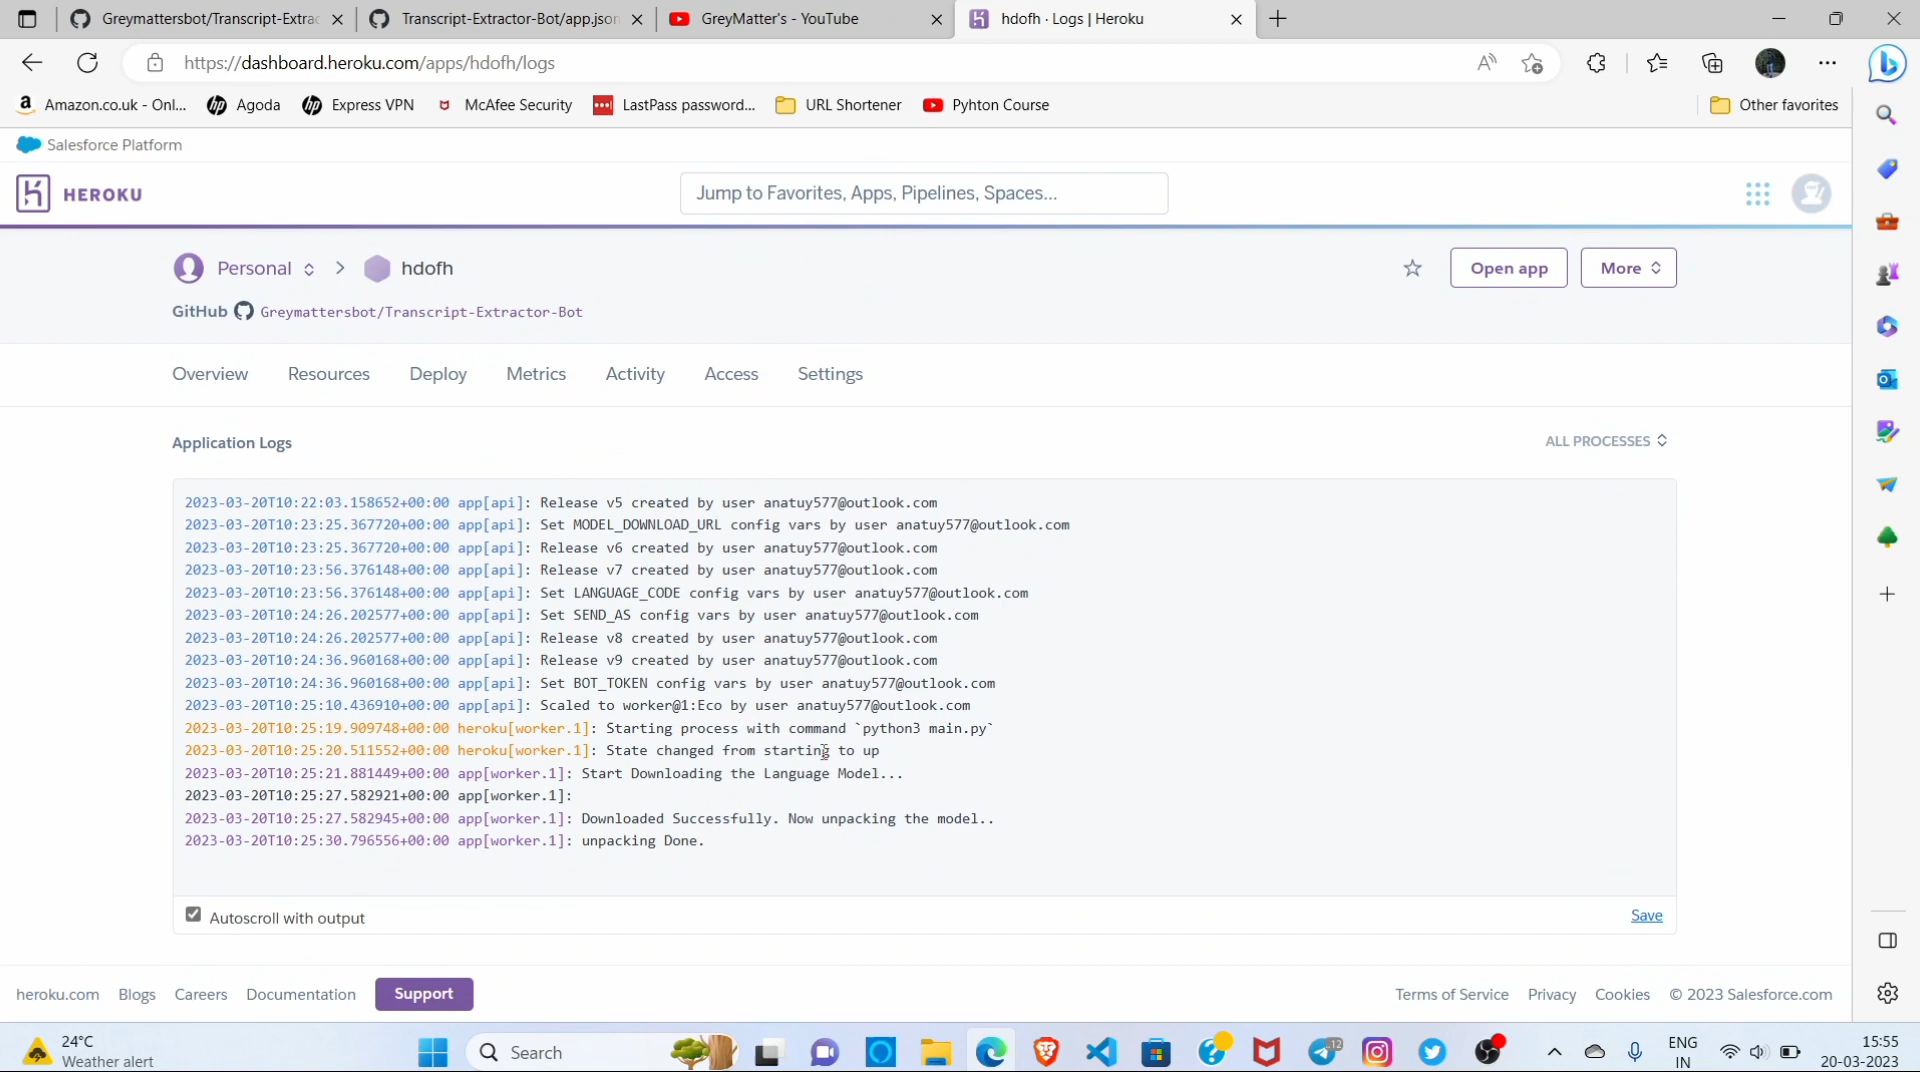 Greymattersbot/Transcript-Extrac
Transcript-Extractor-Bot/app.json
GreyMatter's - YouTube
hdofh · Logs | Heroku
https://dashboard.heroku.com/apps/hdofh/logs
Amazon.co.uk - Onl...
Agoda
Express VPN
McAfee Security
LastPass password...
URL Shortener
Pyhton Course
Other favorites
Salesforce Platform
HEROKU
Jump to Favorites, Apps, Pipelines, Spaces...
Personal
hdofh
Open app
More
GitHub Greymattersbot/Transcript-Extractor-Bot
Overview
Resources
Deploy
Metrics
Activity
Access
Settings
Application Logs
ALL PROCESSES
2023-03-20T10:22:03.158652+00:00 app[api]: Release v5 created by user anatuy577@outlook.com
2023-03-20T10:23:25.367720+00:00 app[api]: Set MODEL_DOWNLOAD_URL config vars by user anatuy577@outlook.com
2023-03-20T10:23:25.367720+00:00 app[api]: Release v6 created by user anatuy577@outlook.com
2023-03-20T10:23:56.376148+00:00 app[api]: Release v7 created by user anatuy577@outlook.com
2023-03-20T10:23:56.376148+00:00 app[api]: Set LANGUAGE_CODE config vars by user anatuy577@outlook.com
2023-03-20T10:24:26.202577+00:00 app[api]: Set SEND_AS config vars by user anatuy577@outlook.com
2023-03-20T10:24:26.202577+00:00 app[api]: Release v8 created by user anatuy577@outlook.com
2023-03-20T10:24:36.960168+00:00 app[api]: Release v9 created by user anatuy577@outlook.com
2023-03-20T10:24:36.960168+00:00 app[api]: Set BOT_TOKEN config vars by user anatuy577@outlook.com
2023-03-20T10:25:10.436910+00:00 app[api]: Scaled to worker@1:Eco by user anatuy577@outlook.com
2023-03-20T10:25:19.909748+00:00 heroku[worker.1]: Starting process with command `python3 main.py`
2023-03-20T10:25:20.511552+00:00 heroku[worker.1]: State changed from starting to up
2023-03-20T10:25:21.881449+00:00 app[worker.1]: Start Downloading the Language Model...
2023-03-20T10:25:27.582921+00:00 app[worker.1]:
2023-03-20T10:25:27.582945+00:00 app[worker.1]: Downloaded Successfully. Now unpacking the model..
2023-03-20T10:25:30.796556+00:00 app[worker.1]: unpacking Done.
Autoscroll with output
Save
heroku.com
Blogs
Careers
Documentation
Support
Terms of Service
Privacy
Cookies
© 2023 Salesforce.com
24°C
Weather alert
Search
12
ENG
IN
15:55
20-03-2023